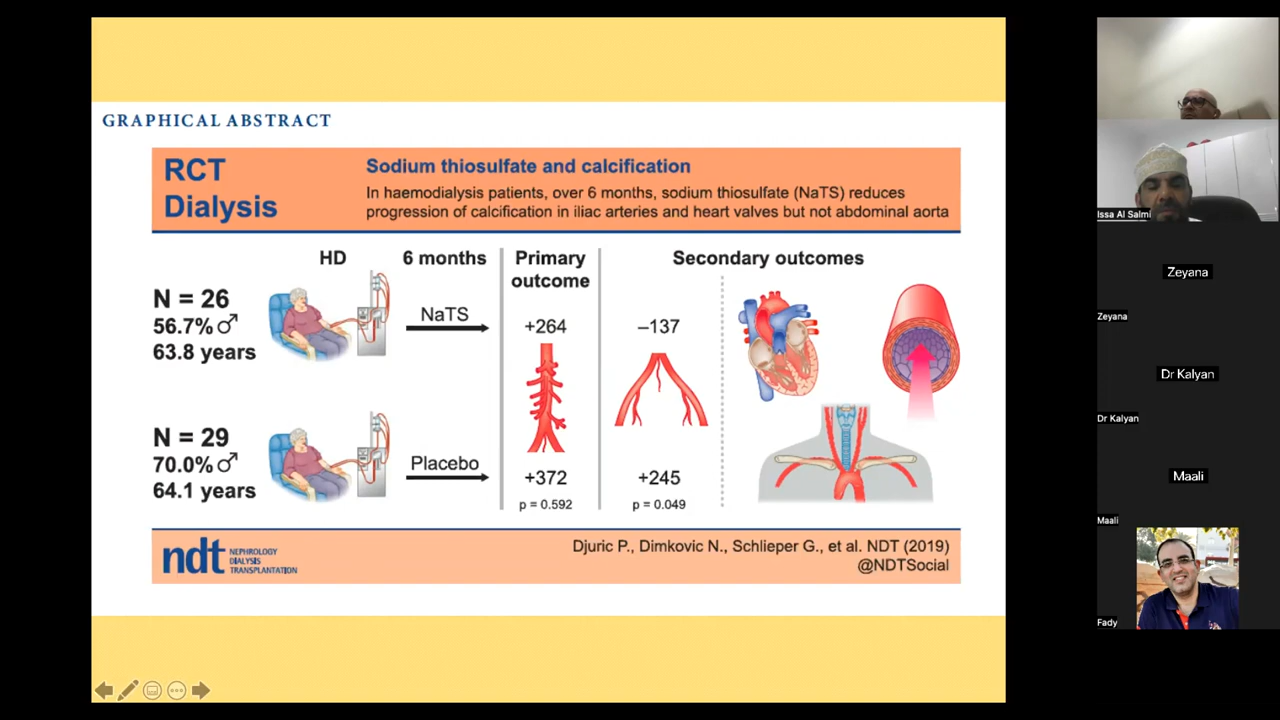 GRAPHICAL ABSTRACT
RCT
Dialysis
Sodium thiosulfate and calcification
In haemodialysis patients, over 6 months, sodium thiosulfate (NaTS) reduces
progression of calcification in iliac arteries and heart valves but not abdominal aorta
HD
6 months
Primary
outcome
Secondary outcomes
N = 26
56.7% ♂
63.8 years
NaTS
+264
–137
N = 29
70.0% ♂
64.1 years
Placebo
+372
p = 0.592
+245
p = 0.049
ndt NEPHROLOGY
DIALYSIS
TRANSPLANTATION
Djuric P., Dimkovic N., Schlieper G., et al. NDT (2019)
@NDTSocial
Issa Al Salmi
Zeyana
Zeyana
Dr Kalyan
Dr Kalyan
Maali
Maali
Fady